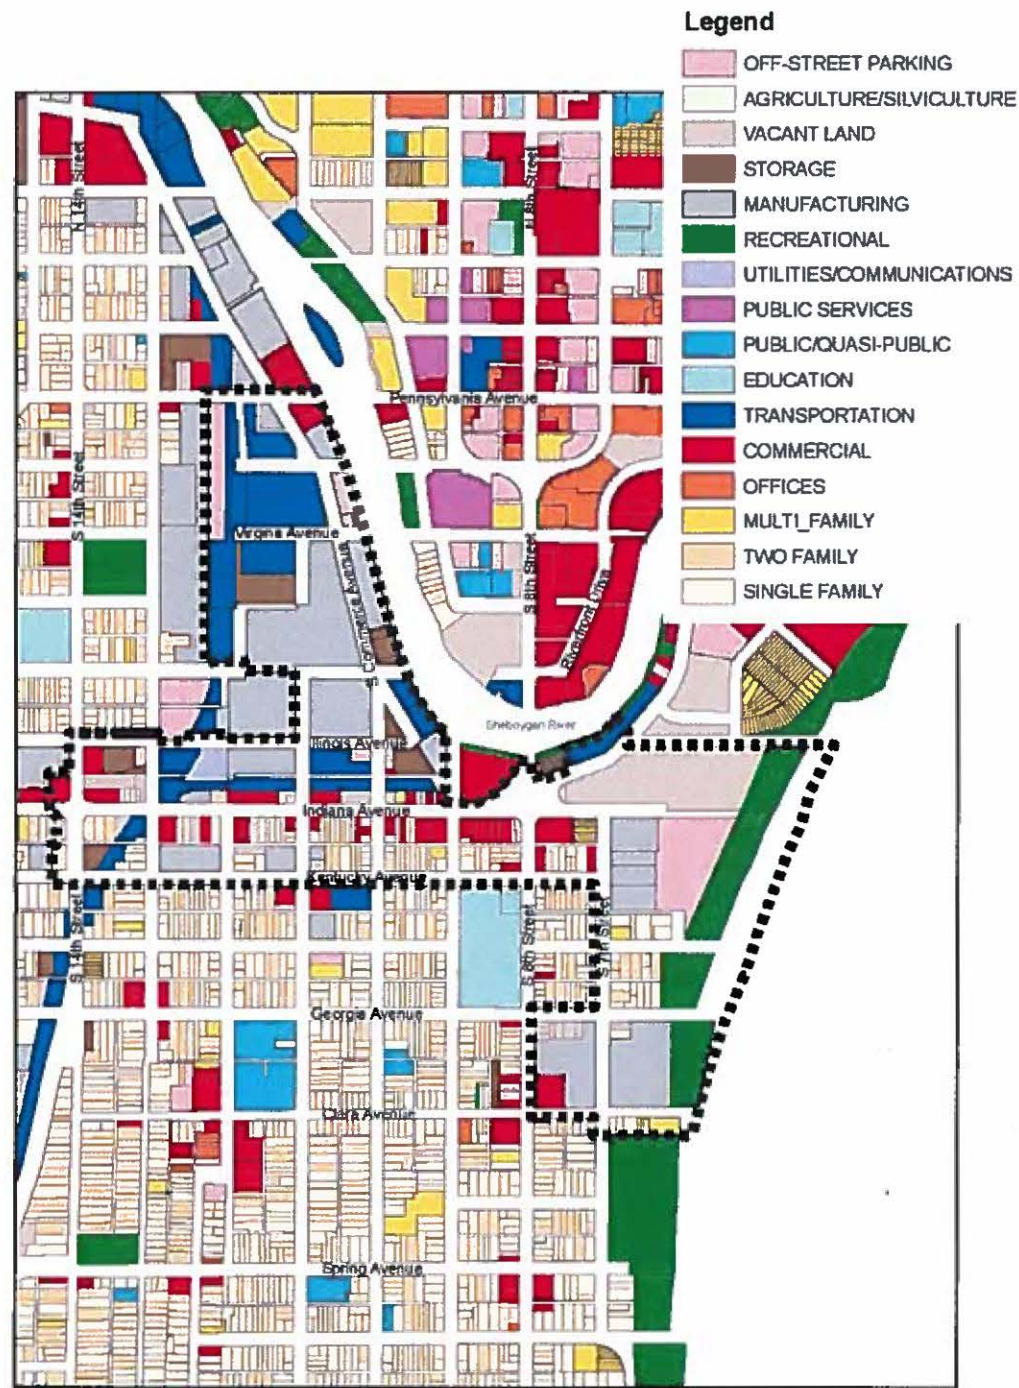 Legend
OFF-STREET PARKING
AGRICULTURE/SILVICULTURE
VACANT LAND
STORAGE
MANUFACTURING
RECREATIONAL
UTILITIES/COMMUNICATIONS
PUBLIC SERVICES
PUBLIC/QUASI-PUBLIC
EDUCATION
TRANSPORTATION
COMMERCIAL
OFFICES
MULTI_FAMILY
TWO FAMILY
SINGLE FAMILY
N 14th Street
N 8th Street
Pennsylvania Avenue
S 14th Street
Virginia Avenue
S Commerce Avenue
S 8th Street
Riverfront Drive
Sheboygan River
Illinois Avenue
Indiana Avenue
Kentucky Avenue
S 14th Street
S 8th Street
S 7th Street
Georgia Avenue
Clara Avenue
Spring Avenue